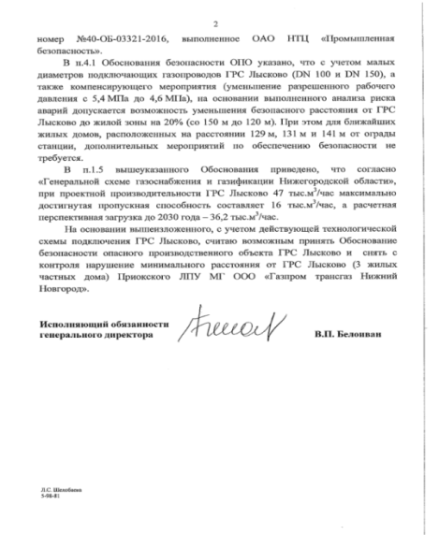 2
номер №40-ОБ-03321-2016, выполненное ОАО НТЦ «Промышленная
безопасность».
В п.4.1 Обоснования безопасности ОПО указано, что с учетом малых
диаметров подключающих газопроводов ГРС Лысково (DN 100 и DN 150), а
также компенсирующего мероприятия (уменьшение разрешенного рабочего
давления с 5,4 МПа до 4,6 МПа), на основании выполненного анализа риска
аварий допускается возможность уменьшения безопасного расстояния от ГРС
Лысково до жилой зоны на 20% (со 150 м до 120 м). При этом для ближайших
жилых домов, расположенных на расстоянии 129 м, 131 м и 141 м от ограды
станции, дополнительных мероприятий по обеспечению безопасности не
требуется.
В п.1.5 вышеуказанного Обоснования приведено, что согласно
«Генеральной схеме газоснабжения и газификации Нижегородской области»,
при проектной производительности ГРС Лысково 47 тыс.м³/час максимально
достигнутая пропускная способность составляет 16 тыс.м³/час, а расчетная
перспективная загрузка до 2030 года – 36,2 тыс.м³/час.
На основании вышеизложенного, с учетом действующей технологической
схемы подключения ГРС Лысково, считаю возможным принять Обоснование
безопасности опасного производственного объекта ГРС Лысково и снять с
контроля нарушение минимального расстояния от ГРС Лысково (3 жилых
частных дома) Приокского ЛПУ МГ ООО «Газпром трансгаз Нижний
Новгород».
Исполняющий обязанности
генерального директора
В.П. Белоиван
Л.С.
5-98-81